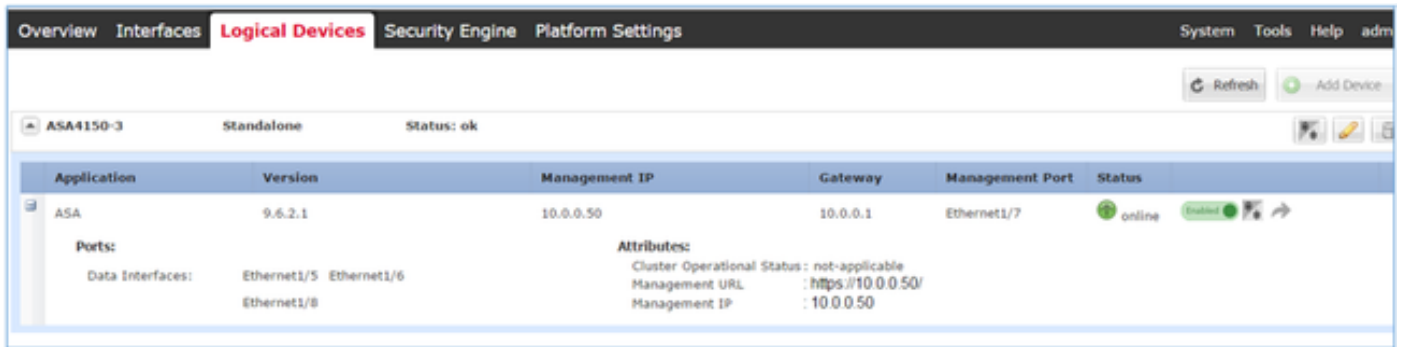 Overview Interfaces Logical Devices Security Engine Platform Settings System Tools Help adm
Refresh Add Device
ASA4150-3 Standalone Status: ok
Application Version Management IP Gateway Management Port Status
ASA 9.6.2.1 10.0.0.50 10.0.0.1 Ethernet1/7 online Enabled
Ports: Attributes:
Cluster Operational Status : not-applicable
Data Interfaces: Ethernet1/5 Ethernet1/6 Management URL : https://10.0.0.50/
Ethernet1/8 Management IP : 10.0.0.50